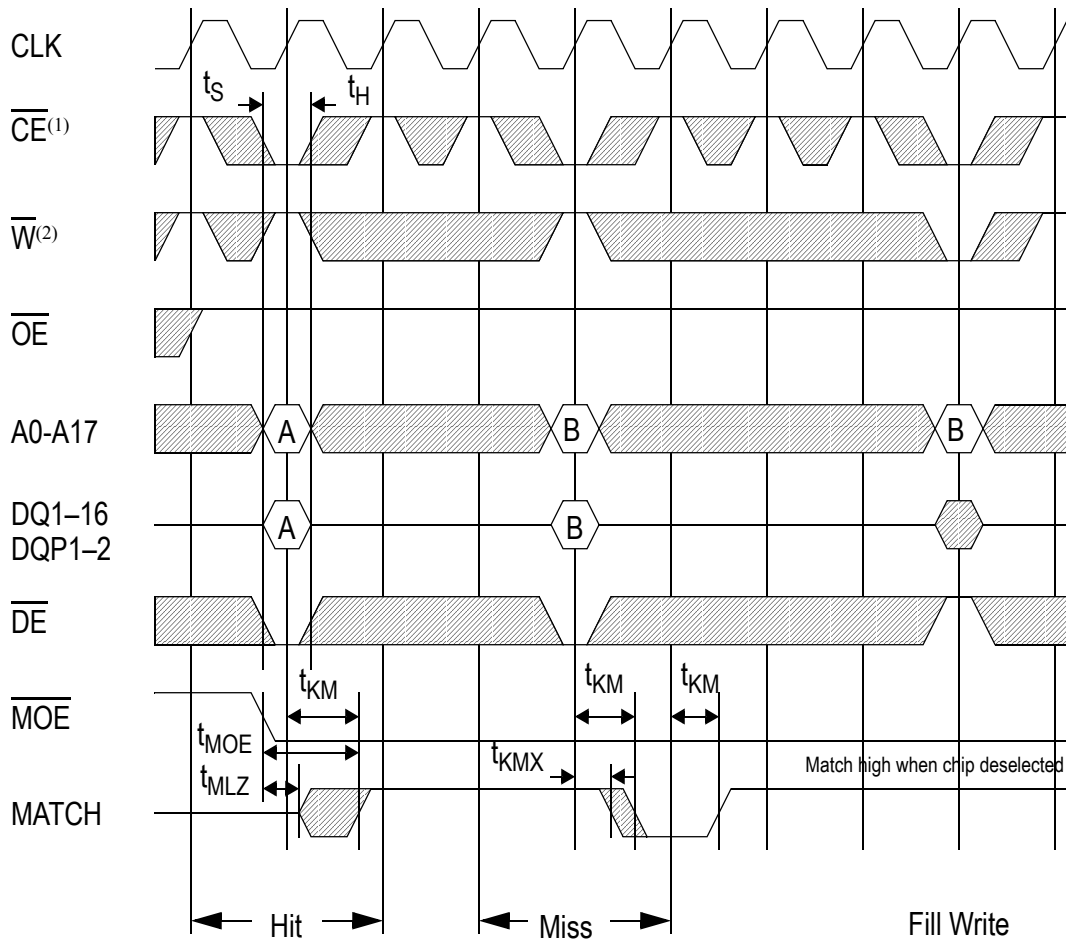 CLK
tS
tH
CE(1)
W(2)
OE
A0-A17
A
B
B
DQ1–16
DQP1–2
A
B
DE
tKM
tKM
tKM
MOE
tMOE
tKMX
Match high when chip deselected
tMLZ
MATCH
Hit
Miss
Fill Write